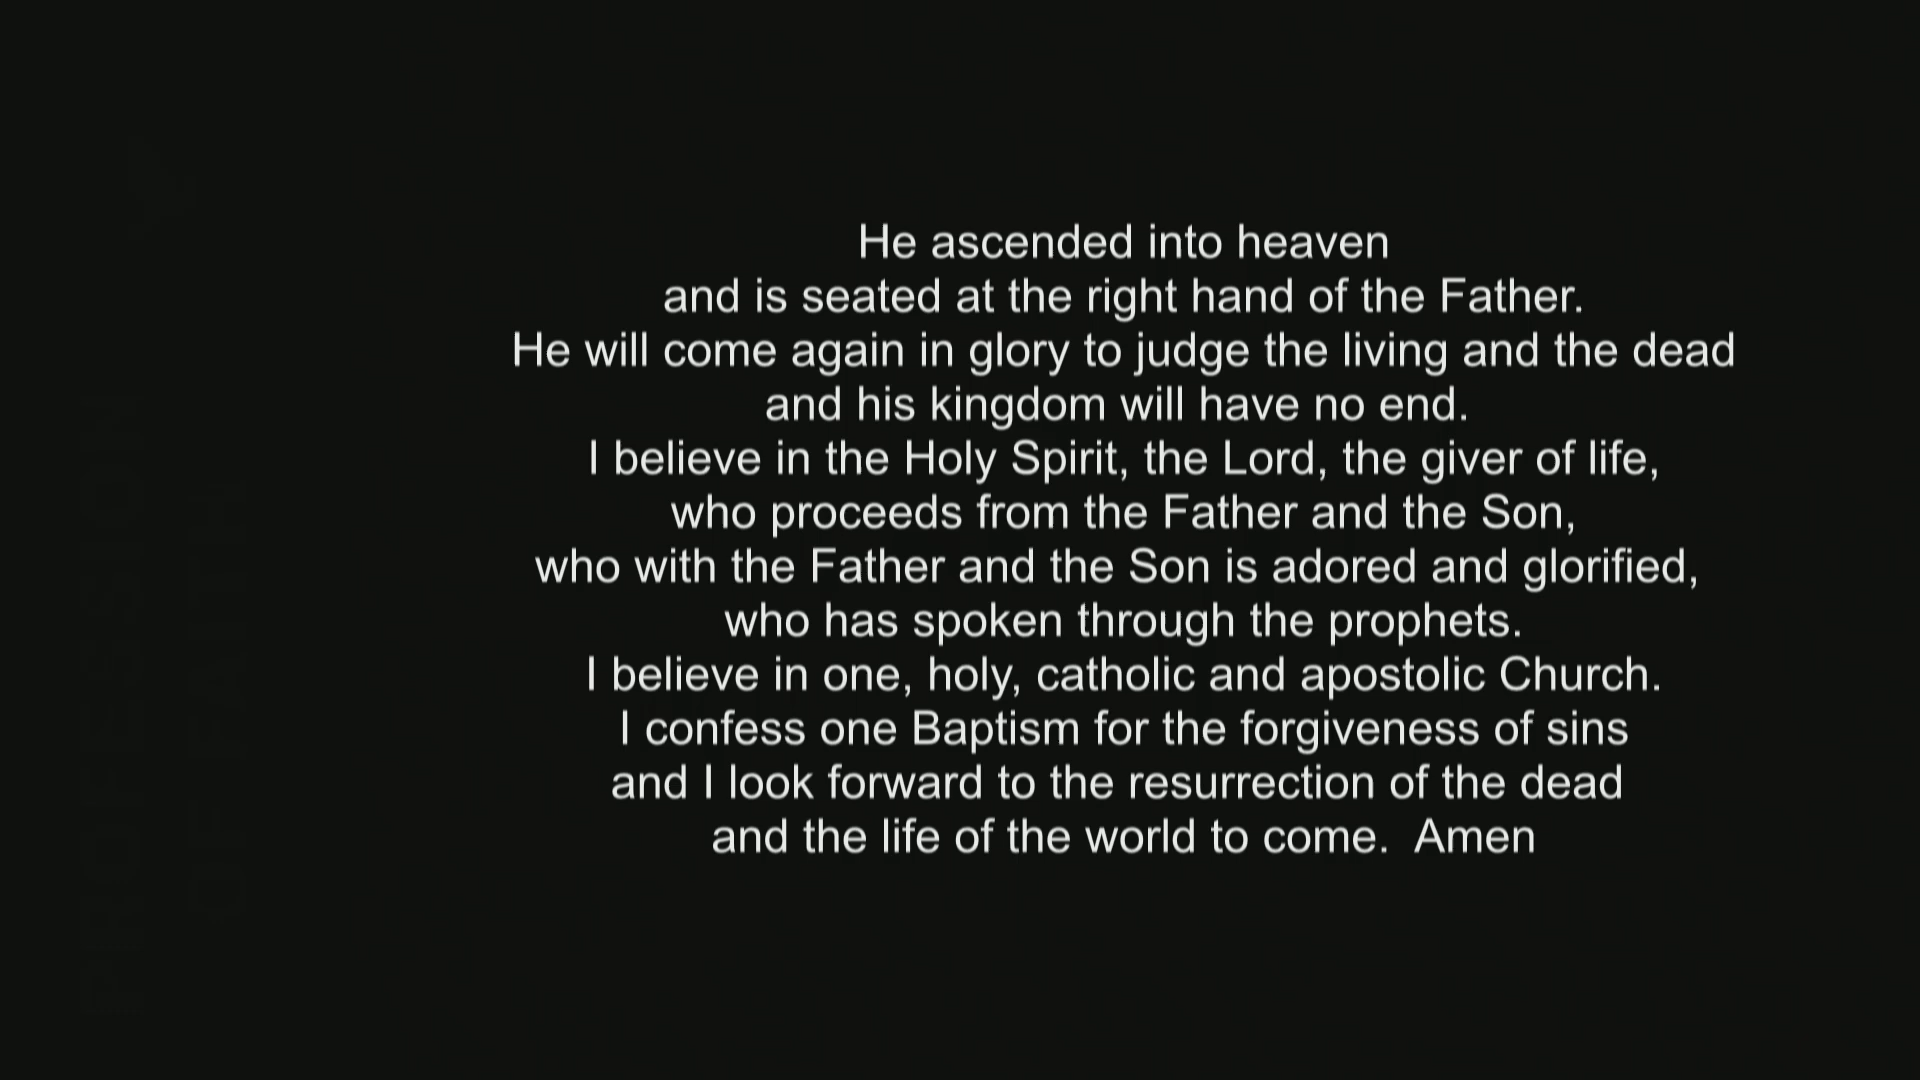 PROFESSION
OF FAITH
He ascended into heaven
and is seated at the right hand of the Father.
He will come again in glory to judge the living and the dead
and his kingdom will have no end.
I believe in the Holy Spirit, the Lord, the giver of life,
who proceeds from the Father and the Son,
who with the Father and the Son is adored and glorified,
who has spoken through the prophets.
I believe in one, holy, catholic and apostolic Church.
I confess one Baptism for the forgiveness of sins
and I look forward to the resurrection of the dead
and the life of the world to come.  Amen